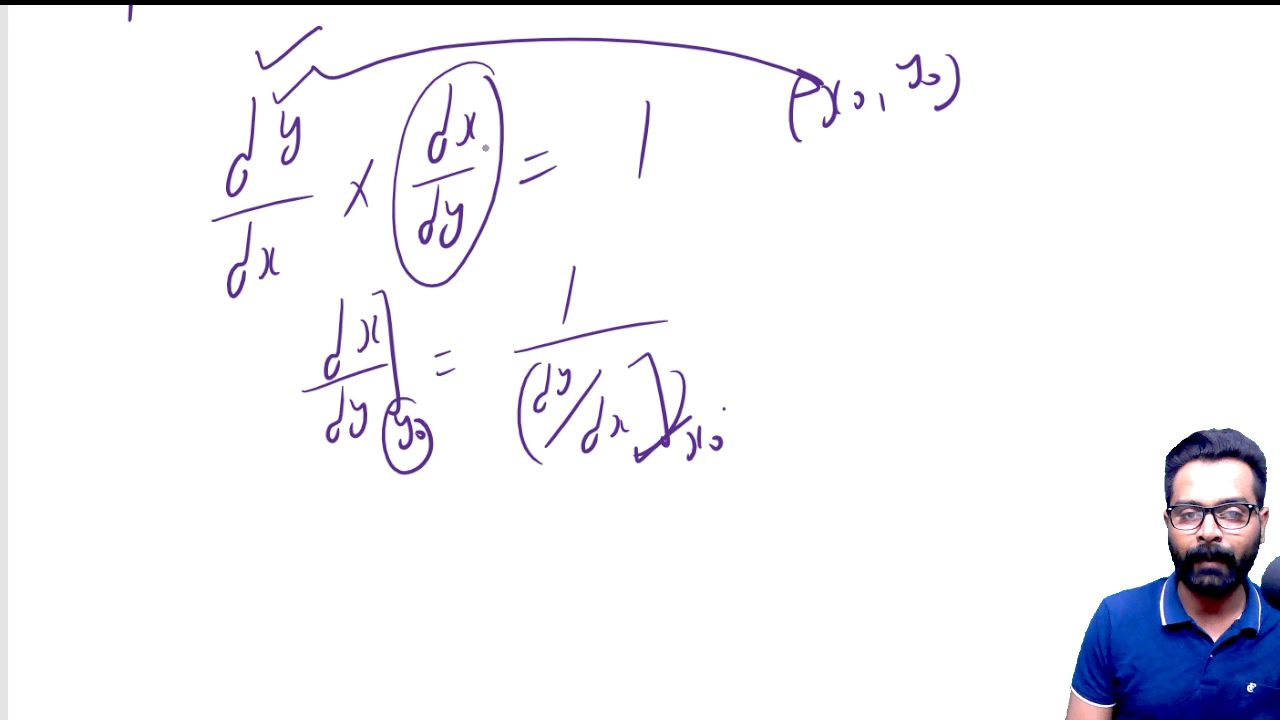 (x₀, y₀)
dy/dx × dx/dy = 1
dx/dy]y₀ = 1/(dy/dx])x₀